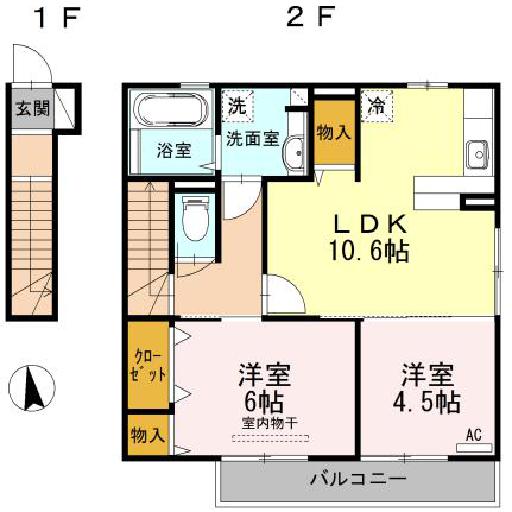 1F
2F
玄関
浴室
洗
洗面室
物入
冷
LDK
10.6帖
クロー
ゼット
物入
洋室
6帖
室内物干
洋室
4.5帖
AC
バルコニー